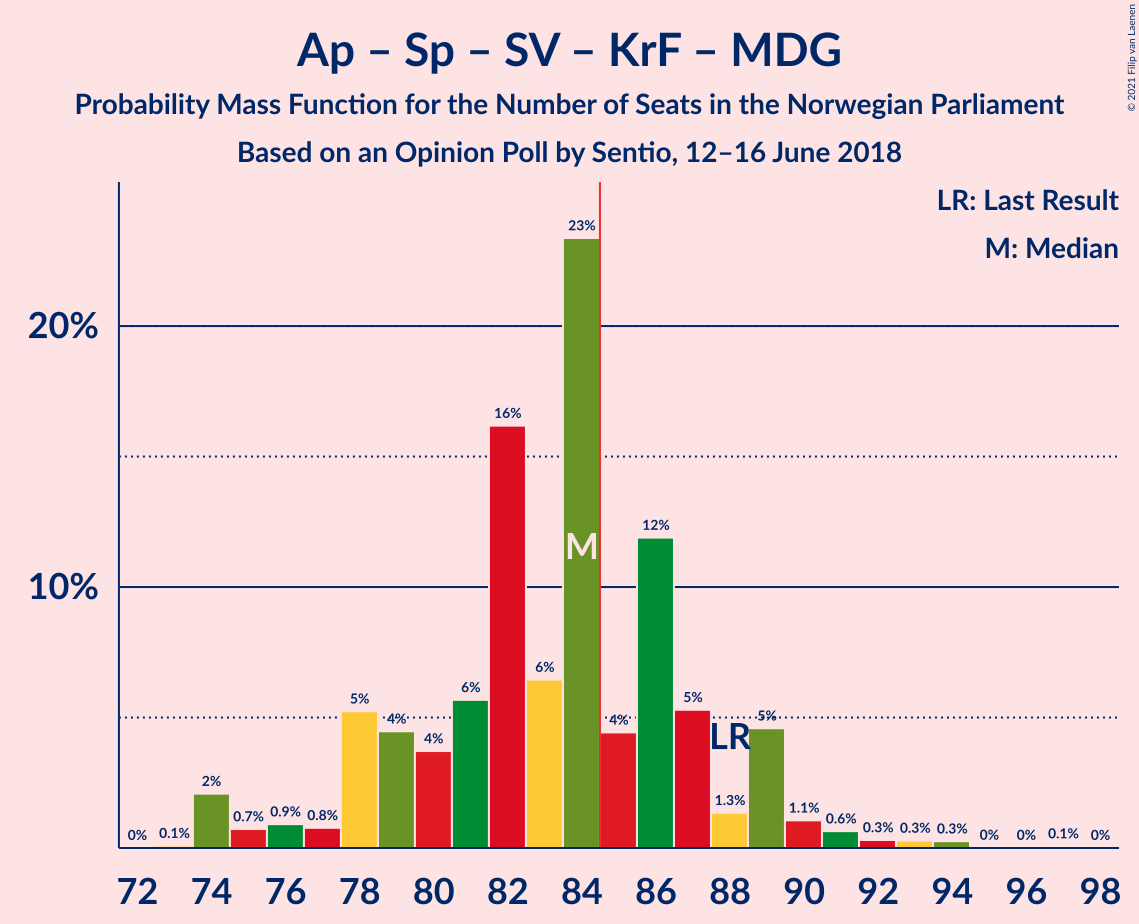 Ap – Sp – SV – KrF – MDG
Probability Mass Function for the Number of Seats in the Norwegian Parliament
Based on an Opinion Poll by Sentio, 12–16 June 2018
© 2021 Filip van Laenen
LR: Last Result
M: Median
20%
10%
0% 0.1% 2% 0.7% 0.9% 0.8% 5% 4% 4% 6% 16% 6% 23% 4% 12% 5% 1.3% 5% 1.1% 0.6% 0.3% 0.3% 0.3% 0% 0% 0.1% 0%
M
LR
72 74 76 78 80 82 84 86 88 90 92 94 96 98